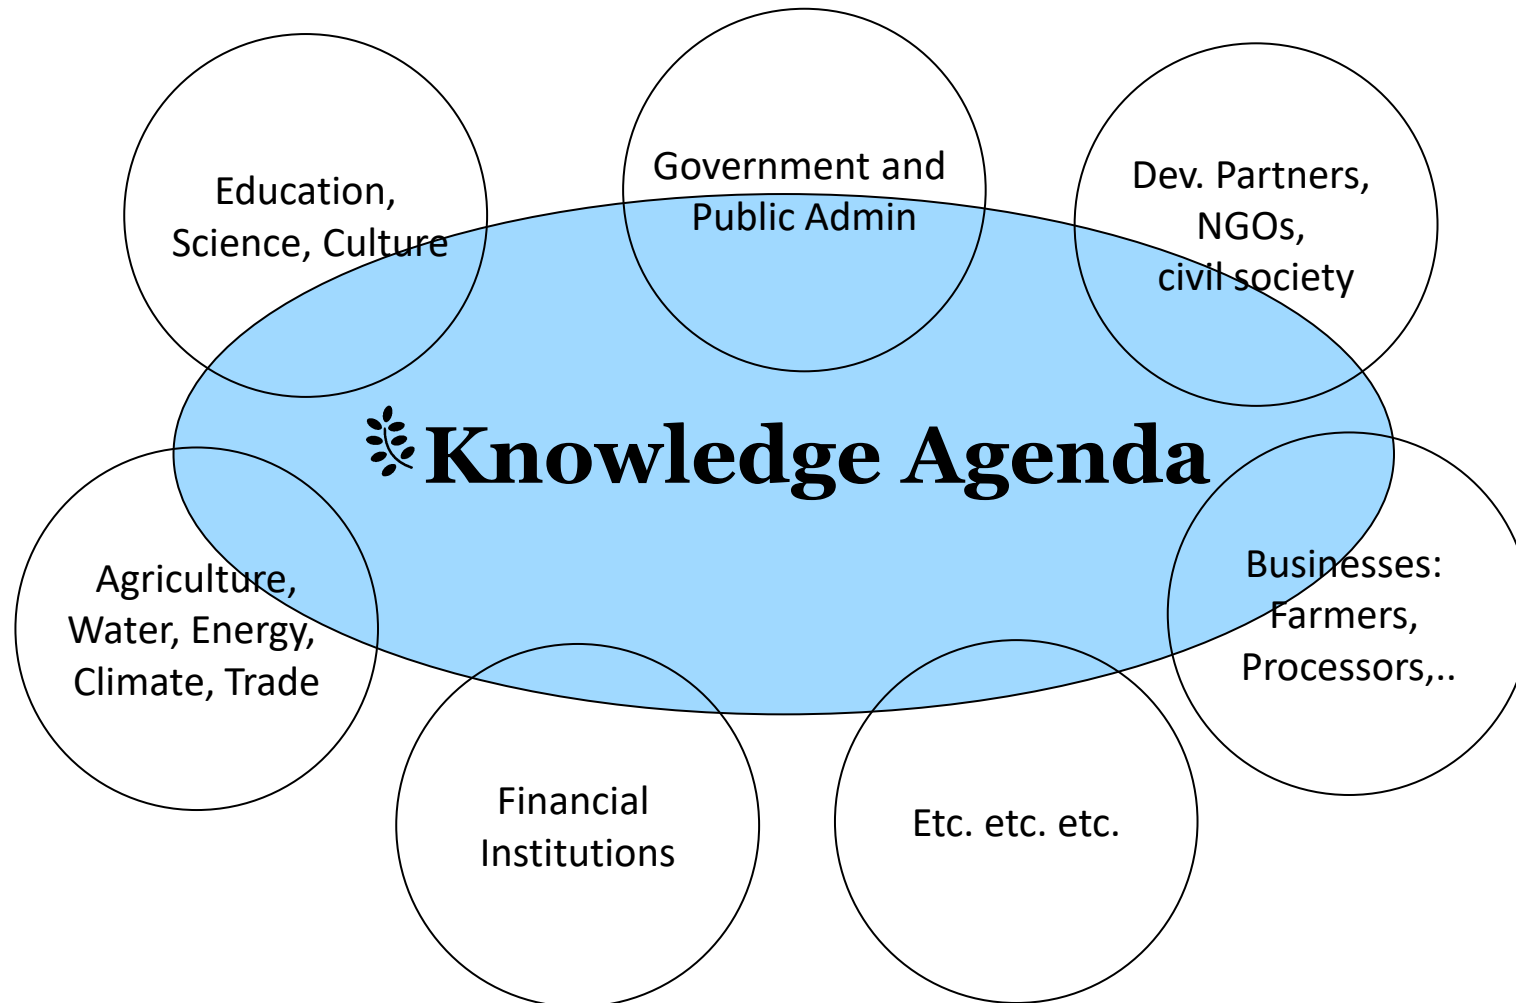 Education,
Science, Culture
Government and
Public Admin
Dev. Partners,
NGOs,
civil society
Knowledge Agenda
Agriculture,
Water, Energy,
Climate, Trade
Businesses:
Farmers,
Processors,..
Financial
Institutions
Etc. etc. etc.